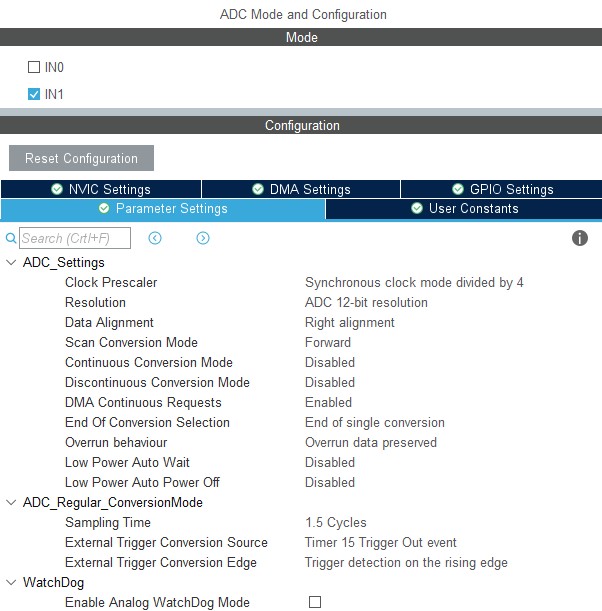 ADC Mode and Configuration
Mode
IN0
IN1
Configuration
Reset Configuration
NVIC Settings DMA Settings GPIO Settings
Parameter Settings User Constants
Search (Crtl+F)
ADC_Settings
Clock Prescaler Synchronous clock mode divided by 4
Resolution ADC 12-bit resolution
Data Alignment Right alignment
Scan Conversion Mode Forward
Continuous Conversion Mode Disabled
Discontinuous Conversion Mode Disabled
DMA Continuous Requests Enabled
End Of Conversion Selection End of single conversion
Overrun behaviour Overrun data preserved
Low Power Auto Wait Disabled
Low Power Auto Power Off Disabled
ADC_Regular_ConversionMode
Sampling Time 1.5 Cycles
External Trigger Conversion Source Timer 15 Trigger Out event
External Trigger Conversion Edge Trigger detection on the rising edge
WatchDog
Enable Analog WatchDog Mode